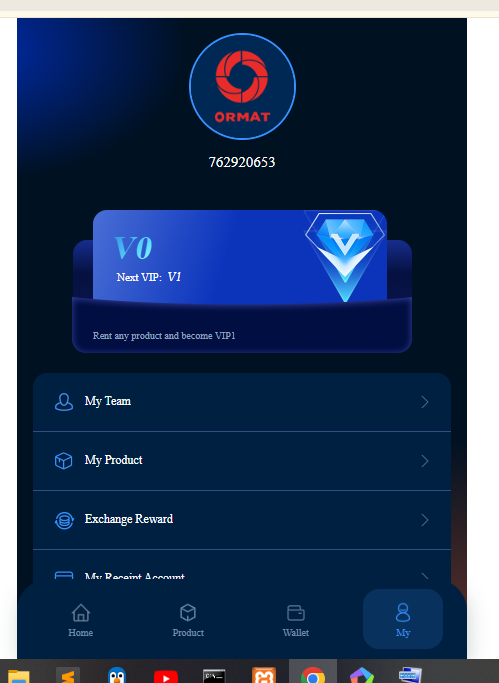 ORMAT
762920653
V0
Next VIP: V1
V
Rent any product and become VIP1
My Team
My Product
Exchange Reward
My Receipt Account
Home
Product
Wallet
My